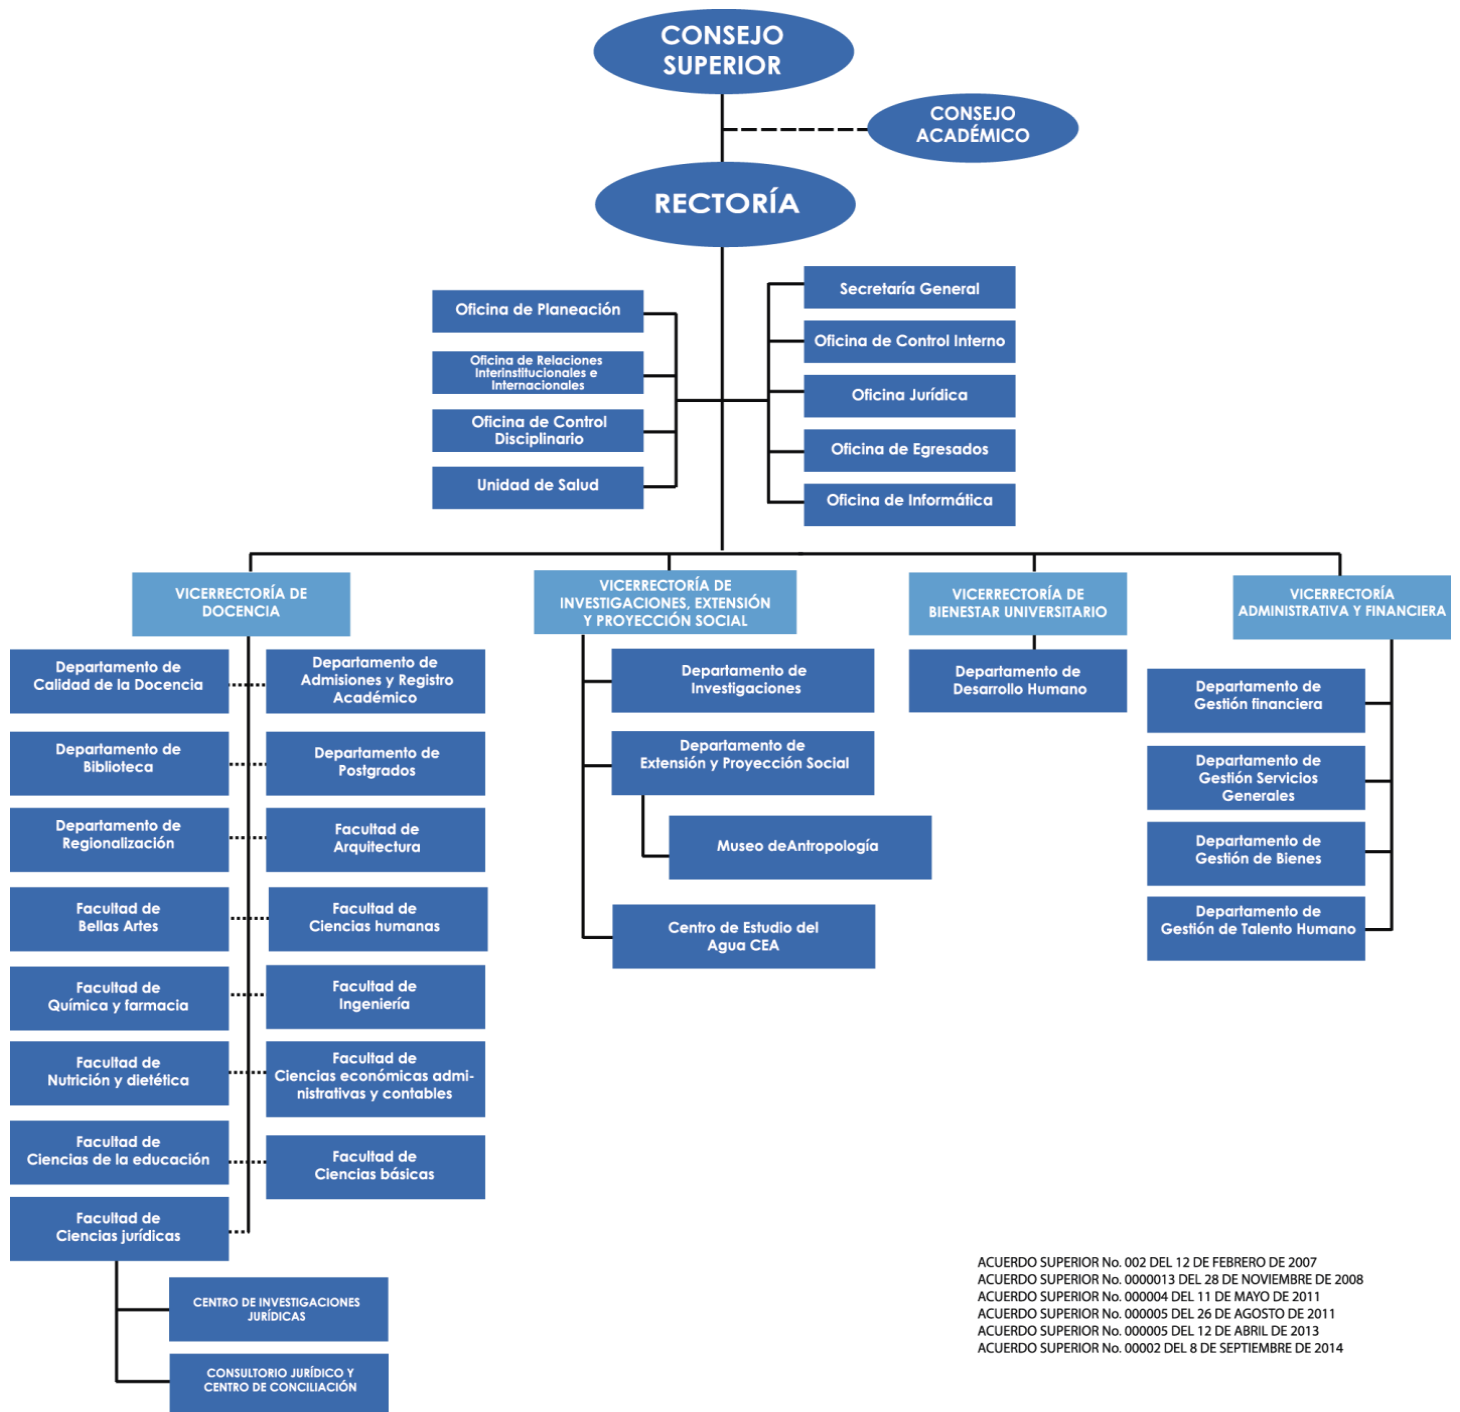 CONSEJO
SUPERIOR
CONSEJO
ACADÉMICO
RECTORÍA
Oficina de Planeación
Oficina de Relaciones
Interinstitucionales e
Internacionales
Oficina de Control
Disciplinario
Unidad de Salud
Secretaría General
Oficina de Control Interno
Oficina Jurídica
Oficina de Egresados
Oficina de Informática
VICERRECTORÍA DE
DOCENCIA
Departamento de
Calidad de la Docencia
Departamento de
Admisiones y Registro
Académico
Departamento de
Biblioteca
Departamento de
Postgrados
Departamento de
Regionalización
Facultad de
Arquitectura
Facultad de
Bellas Artes
Facultad de
Ciencias humanas
Facultad de
Química y farmacia
Facultad de
Ingeniería
Facultad de
Nutrición y dietética
Facultad de
Ciencias económicas admi-
nistrativas y contables
Facultad de
Ciencias de la educación
Facultad de
Ciencias básicas
Facultad de
Ciencias jurídicas
CENTRO DE INVESTIGACIONES
JURÍDICAS
CONSULTORIO JURÍDICO Y
CENTRO DE CONCILIACIÓN
VICERRECTORÍA DE
INVESTIGACIONES, EXTENSIÓN
Y PROYECCIÓN SOCIAL
Departamento de
Investigaciones
Departamento de
Extensión y Proyección Social
Museo deAntropología
Centro de Estudio del
Agua CEA
VICERRECTORÍA DE
BIENESTAR UNIVERSITARIO
Departamento de
Desarrollo Humano
VICERRECTORÍA
ADMINISTRATIVA Y FINANCIERA
Departamento de
Gestión financiera
Departamento de
Gestión Servicios
Generales
Departamento de
Gestión de Bienes
Departamento de
Gestión de Talento Humano
ACUERDO SUPERIOR No. 002 DEL 12 DE FEBRERO DE 2007
ACUERDO SUPERIOR No. 0000013 DEL 28 DE NOVIEMBRE DE 2008
ACUERDO SUPERIOR No. 000004 DEL 11 DE MAYO DE 2011
ACUERDO SUPERIOR No. 000005 DEL 26 DE AGOSTO DE 2011
ACUERDO SUPERIOR No. 000005 DEL 12 DE ABRIL DE 2013
ACUERDO SUPERIOR No. 00002 DEL 8 DE SEPTIEMBRE DE 2014